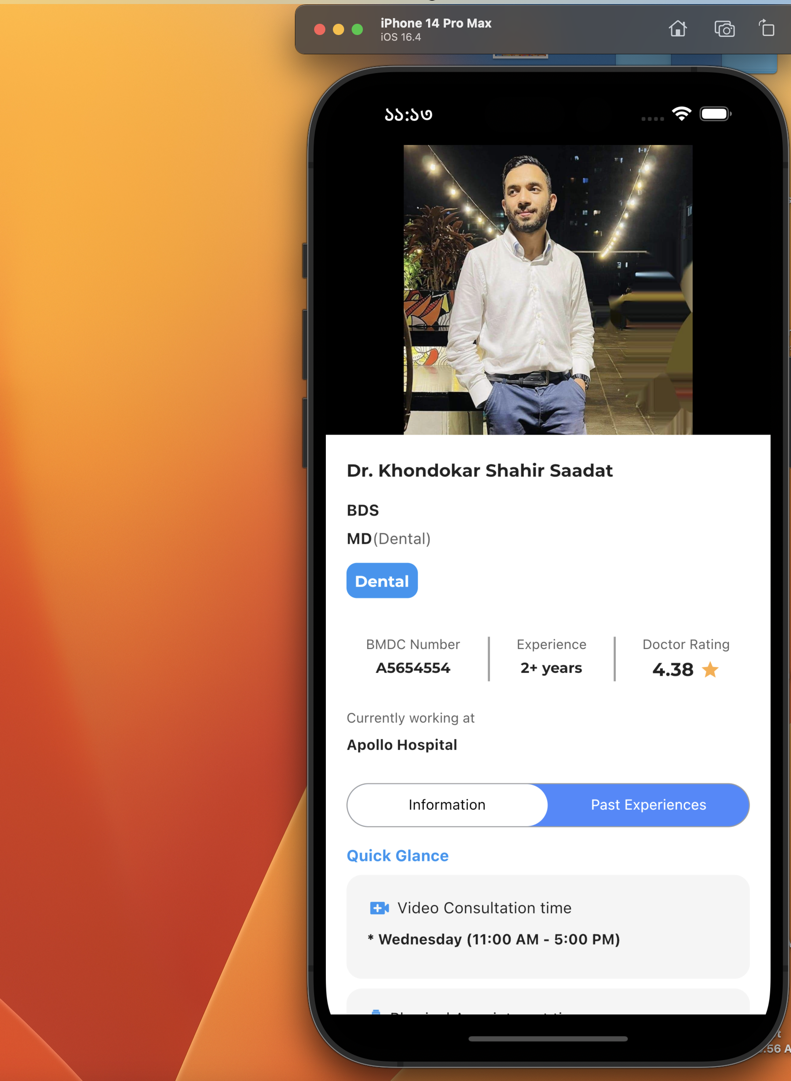 iPhone 14 Pro Max
iOS 16.4
১১:১৩
Dr. Khondokar Shahir Saadat
BDS
MD(Dental)
Dental
BMDC Number
A5654554
Experience
2+ years
Doctor Rating
4.38
Currently working at
Apollo Hospital
Information
Past Experiences
Quick Glance
Video Consultation time
* Wednesday (11:00 AM - 5:00 PM)